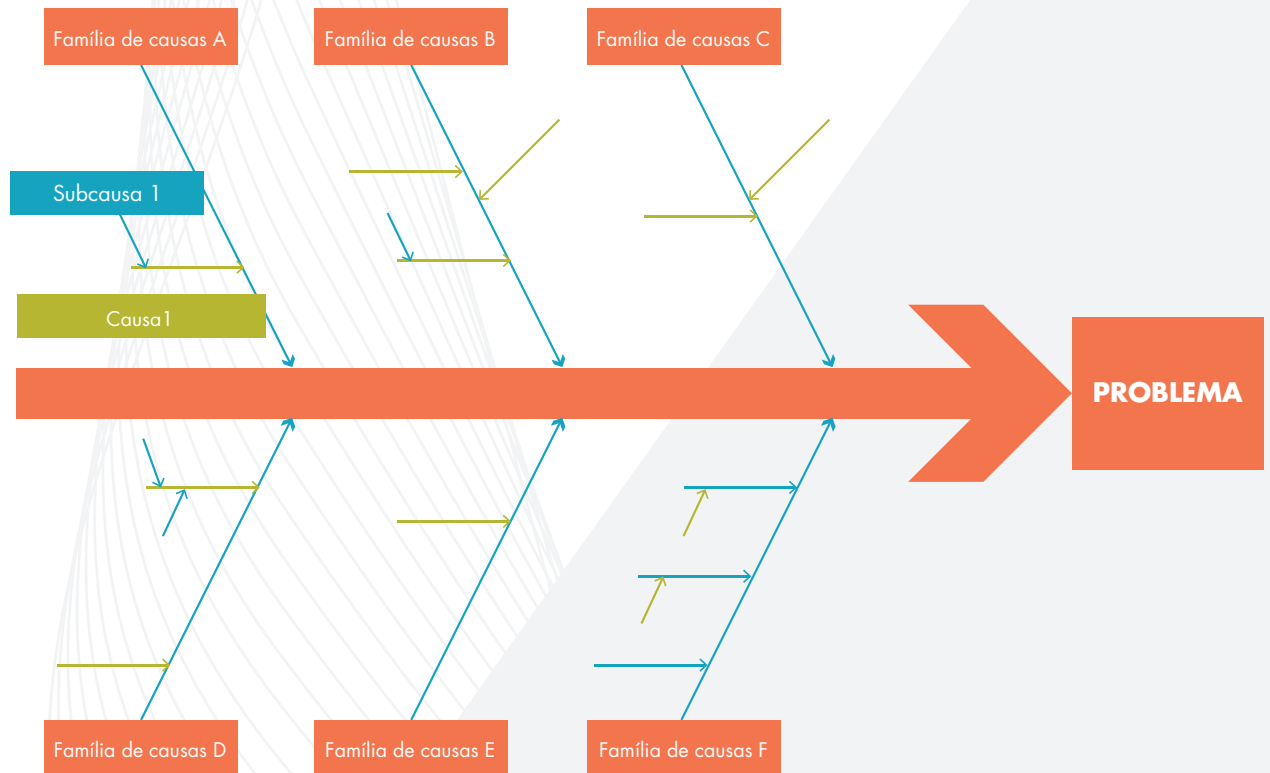 Família de causas A
Família de causas B
Família de causas C
Subcausa 1
Causa1
PROBLEMA
Família de causas D
Família de causas E
Família de causas F